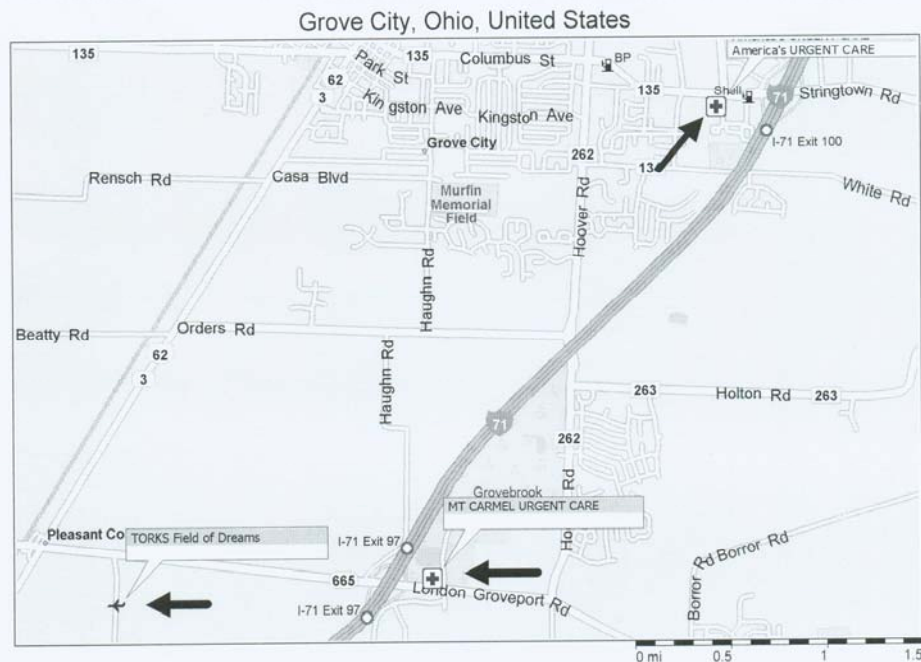 Grove City, Ohio, United States
135
62
3
Park St
135
Columbus St
BP
America's URGENT CARE
Kingston Ave
Kingston Ave
135
Shell
71
Stringtown Rd
Grove City
I-71 Exit 100
262
Rensch Rd
Casa Blvd
White Rd
Murfin
Memorial
Field
Hoover Rd
Haughn Rd
Beatty Rd
Orders Rd
62
3
Haughn Rd
263
Holton Rd
263
71
262
Rd
Grovebrook
MT CARMEL URGENT CARE
Pleasant Co
TORKS Field of Dreams
I-71 Exit 97
Borror Rd
Borror Rd
665
London Groveport Rd
I-71 Exit 97
0 mi
0.5
1
1.5